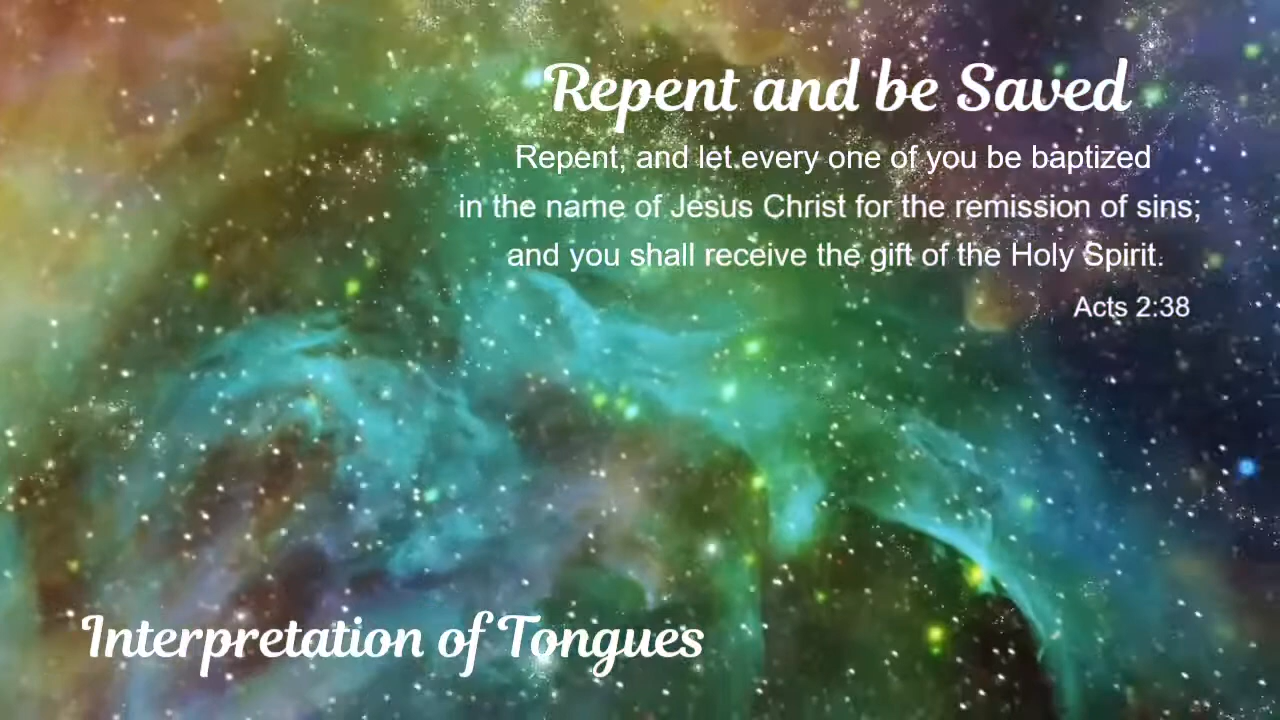 Repent and be Saved
Repent, and let every one of you be baptized
in the name of Jesus Christ for the remission of sins;
and you shall receive the gift of the Holy Spirit.
Acts 2:38
Interpretation of Tongues